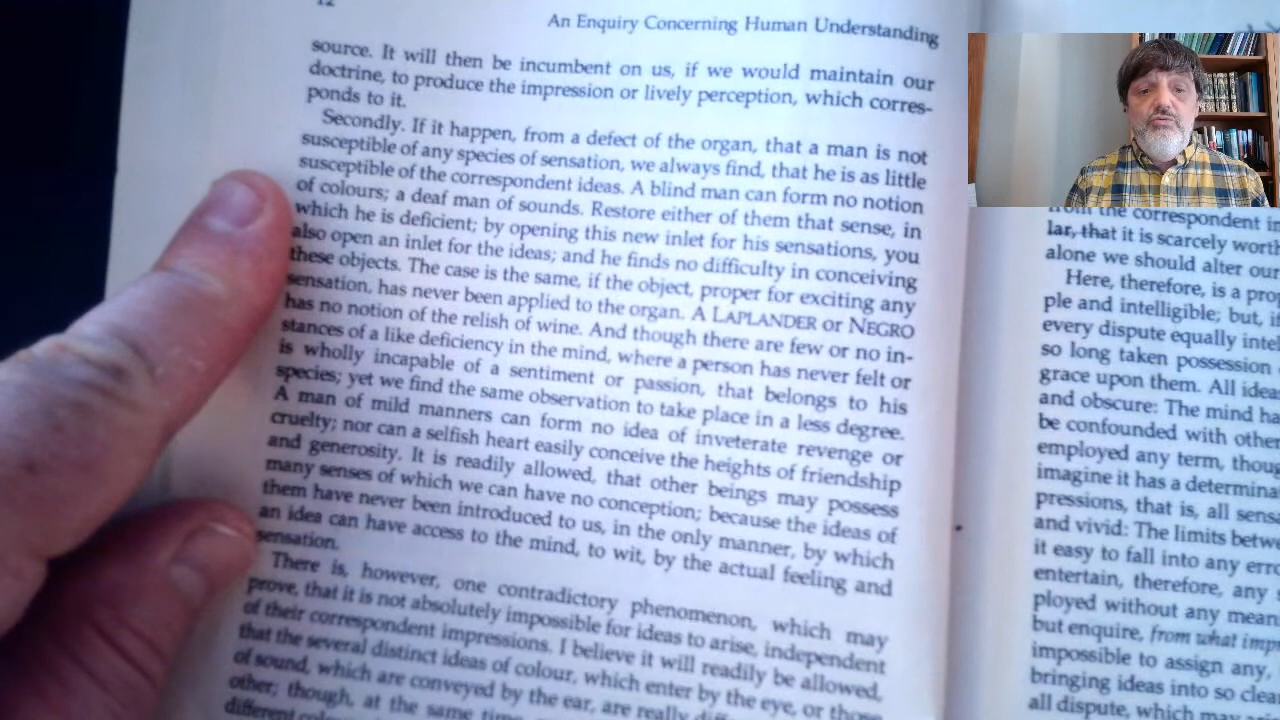 12
An Enquiry Concerning Human Understanding
source. It will then be incumbent on us, if we would maintain our
doctrine, to produce the impression or lively perception, which corres-
ponds to it.
Secondly. If it happen, from a defect of the organ, that a man is not
susceptible of any species of sensation, we always find, that he is as little
susceptible of the correspondent ideas. A blind man can form no notion
of colours; a deaf man of sounds. Restore either of them that sense, in
which he is deficient; by opening this new inlet for his sensations, you
also open an inlet for the ideas; and he finds no difficulty in conceiving
these objects. The case is the same, if the object, proper for exciting any
sensation, has never been applied to the organ. A LAPLANDER or NEGRO
has no notion of the relish of wine. And though there are few or no in-
stances of a like deficiency in the mind, where a person has never felt or
is wholly incapable of a sentiment or passion, that belongs to his
species; yet we find the same observation to take place in a less degree.
A man of mild manners can form no idea of inveterate revenge or
cruelty; nor can a selfish heart easily conceive the heights of friendship
and generosity. It is readily allowed, that other beings may possess
many senses of which we can have no conception; because the ideas of
them have never been introduced to us, in the only manner, by which
an idea can have access to the mind, to wit, by the actual feeling and
sensation.
There is, however, one contradictory phenomenon, which may
prove, that it is not absolutely impossible for ideas to arise, independent
of their correspondent impressions. I believe it will readily be allowed,
that the several distinct ideas of colour, which enter by the eye, or those
of sound, which are conveyed by the ear, are really
other; though, at the same time
different
from the correspondent
lar, that it is scarcely
alone we should alter our
Here, therefore, is a
ple and intelligible; but,
every dispute equally
so long taken possession
grace upon them. All
and obscure: The mind
be confounded with other
employed any term,
imagine it has a
pressions, that is, all
and vivid: The limits
it easy to fall into any
entertain, therefore, any
ployed without any
but enquire, from what
impossible to assign any,
bringing ideas into so
all dispute, which